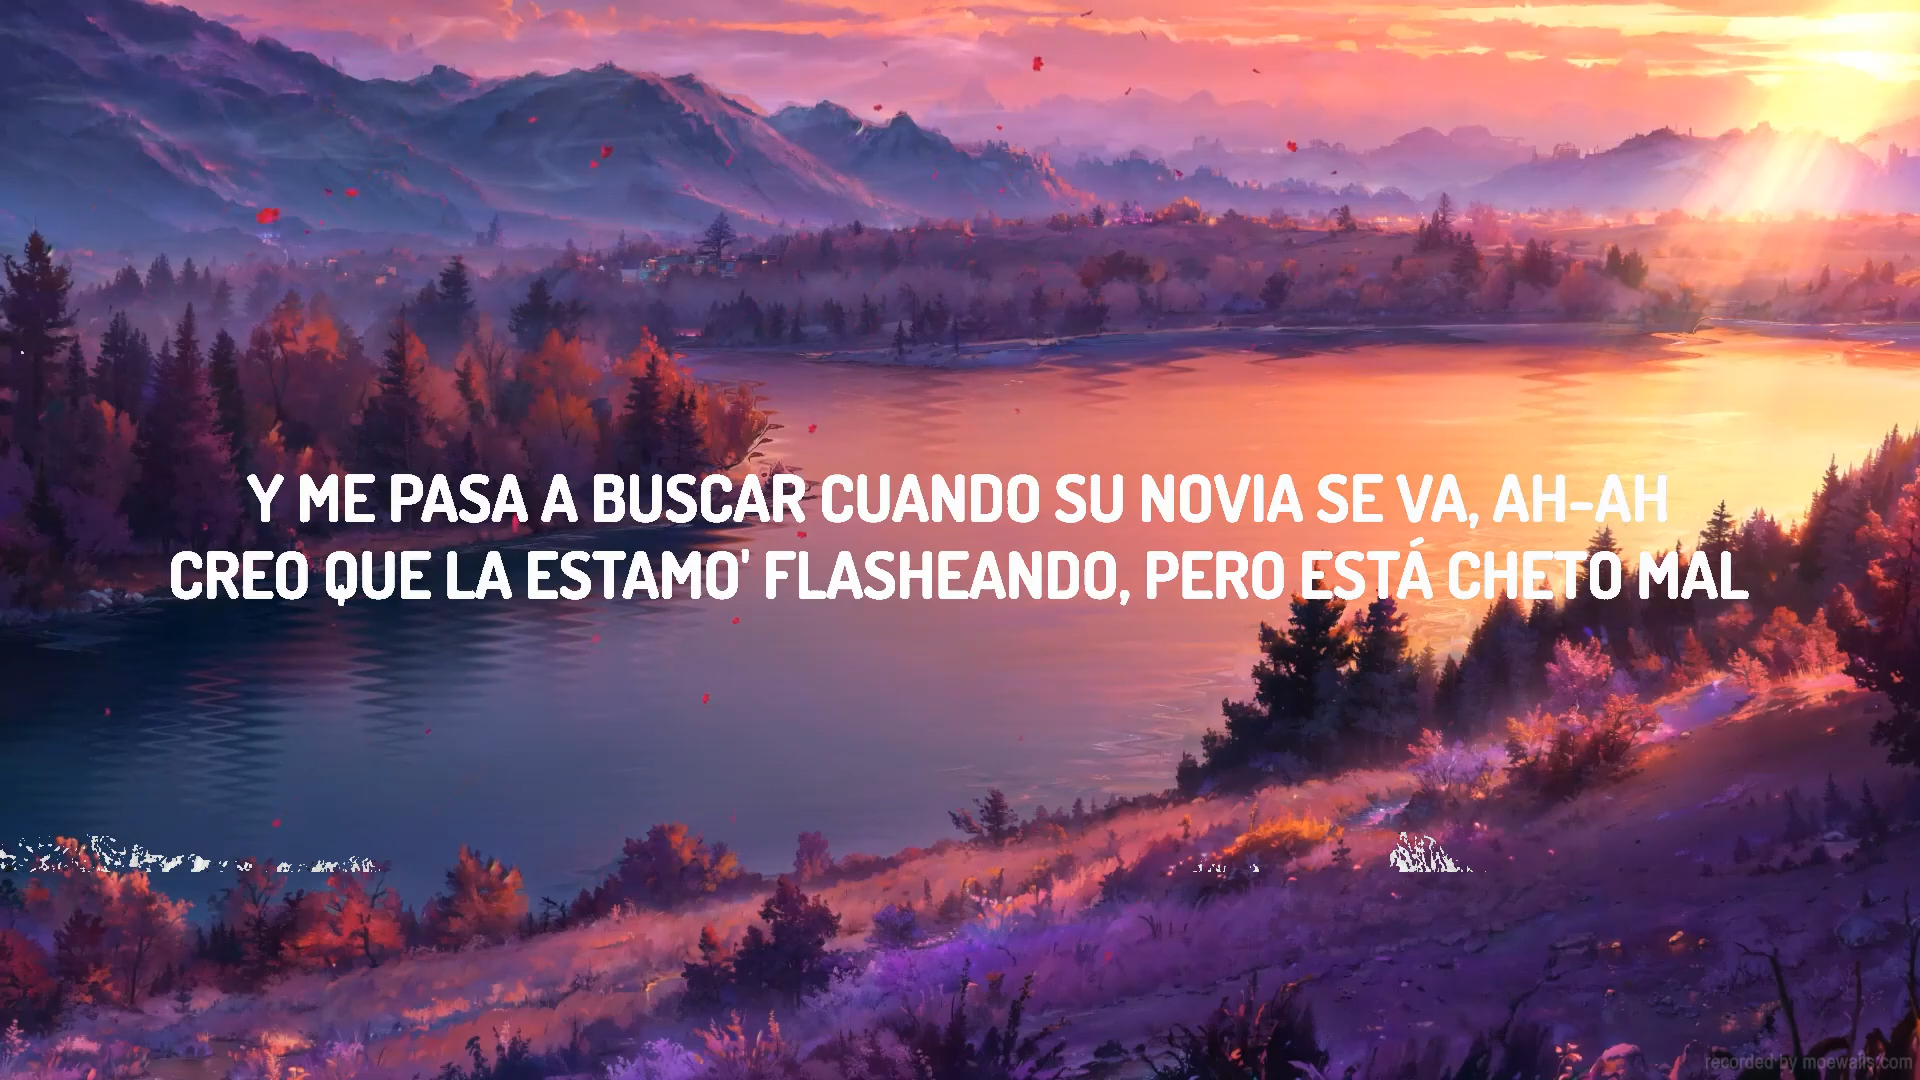 Y ME PASA A BUSCAR CUANDO SU NOVIA SE VA, AH-AH
CREO QUE LA ESTAMO' FLASHEANDO, PERO ESTÁ CHETO MAL
recorded by moewalls.com